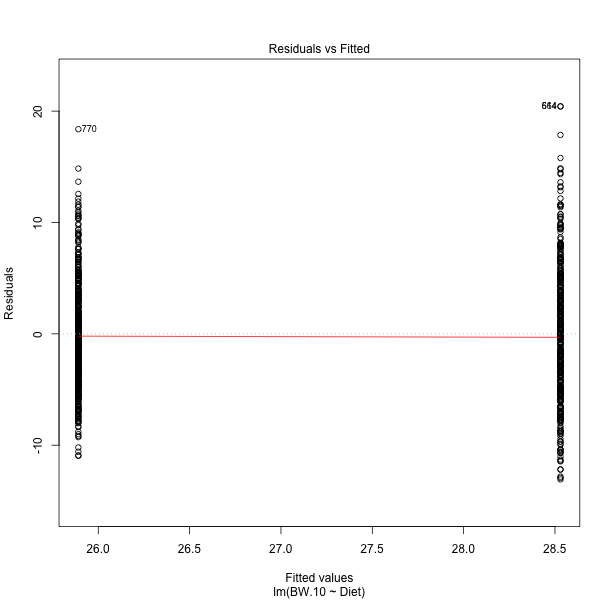 Residuals vs Fitted
20
10
0
-10
Residuals
770
26.0 26.5 27.0 27.5 28.0 28.5
Fitted values
lm(BW.10 ~ Diet)